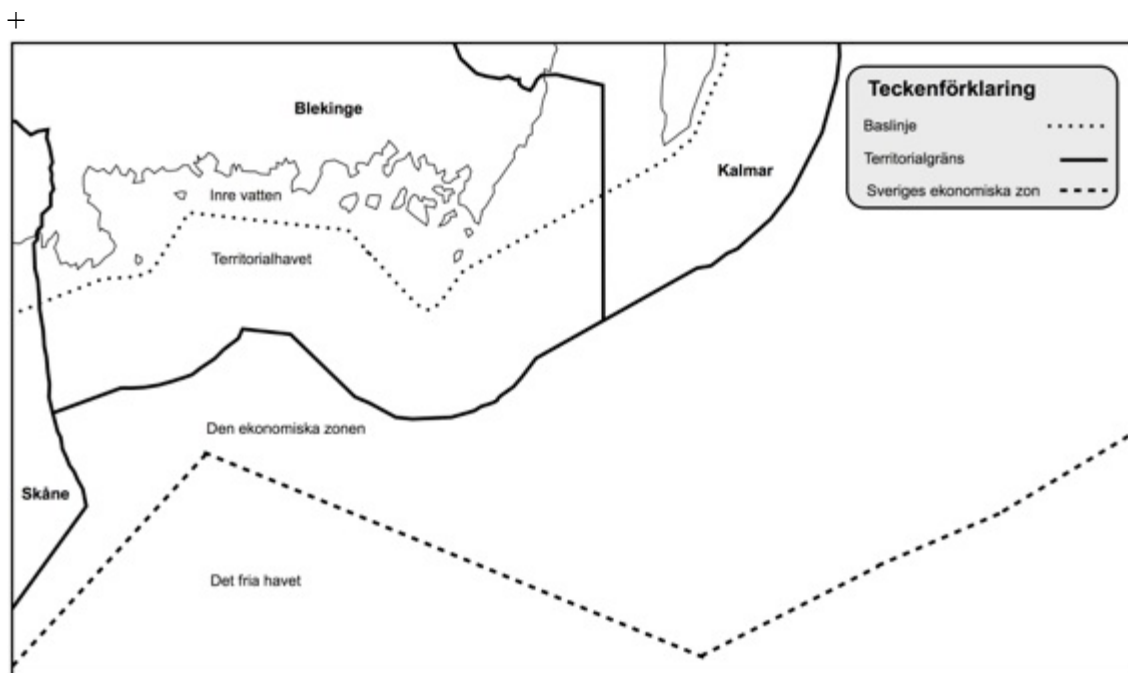 Blekinge
Teckenförklaring
Baslinje
Territorialgräns
Sveriges ekonomiska zon
Kalmar
Inre vatten
Territorialhavet
Den ekonomiska zonen
Skåne
Det fria havet